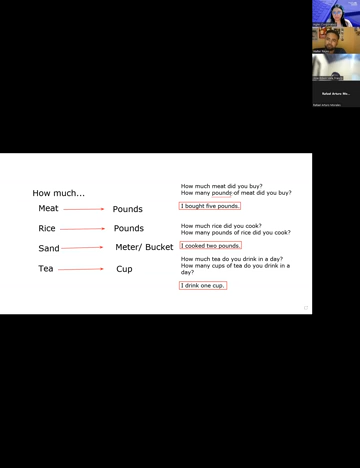 How much...
Meat
Pounds
Rice
Pounds
Sand
Meter/ Bucket
Tea
Cup
How much meat did you buy?
How many pounds of meat did you buy?
I bought five pounds.
How much rice did you cook?
How many pounds of rice did you cook?
I cooked two pounds.
How much tea do you drink in a day?
How many cups of tea do you drink in a
day?
I drink one cup.